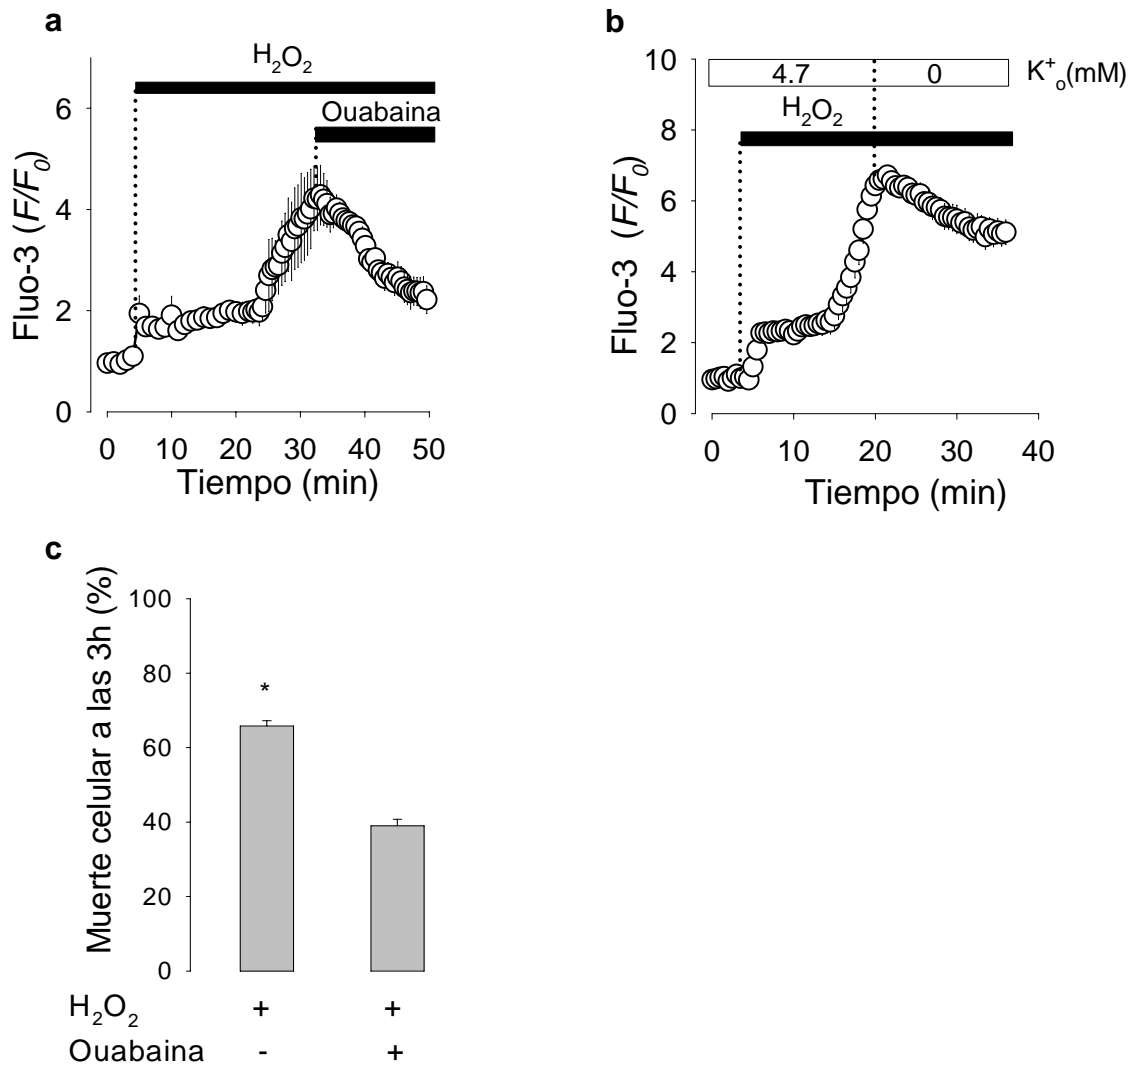 a
H2O2
Ouabaina
6
4
2
0
Fluo-3 (F/F0)
0 10 20 30 40 50
Tiempo (min)
b
4.7 0 K+o(mM)
H2O2
10
8
6
4
2
0
Fluo-3 (F/F0)
0 10 20 30 40
Tiempo (min)
c
Muerte celular a las 3h (%)
100
80
60
40
20
0
*
H2O2 + +
Ouabaina - +